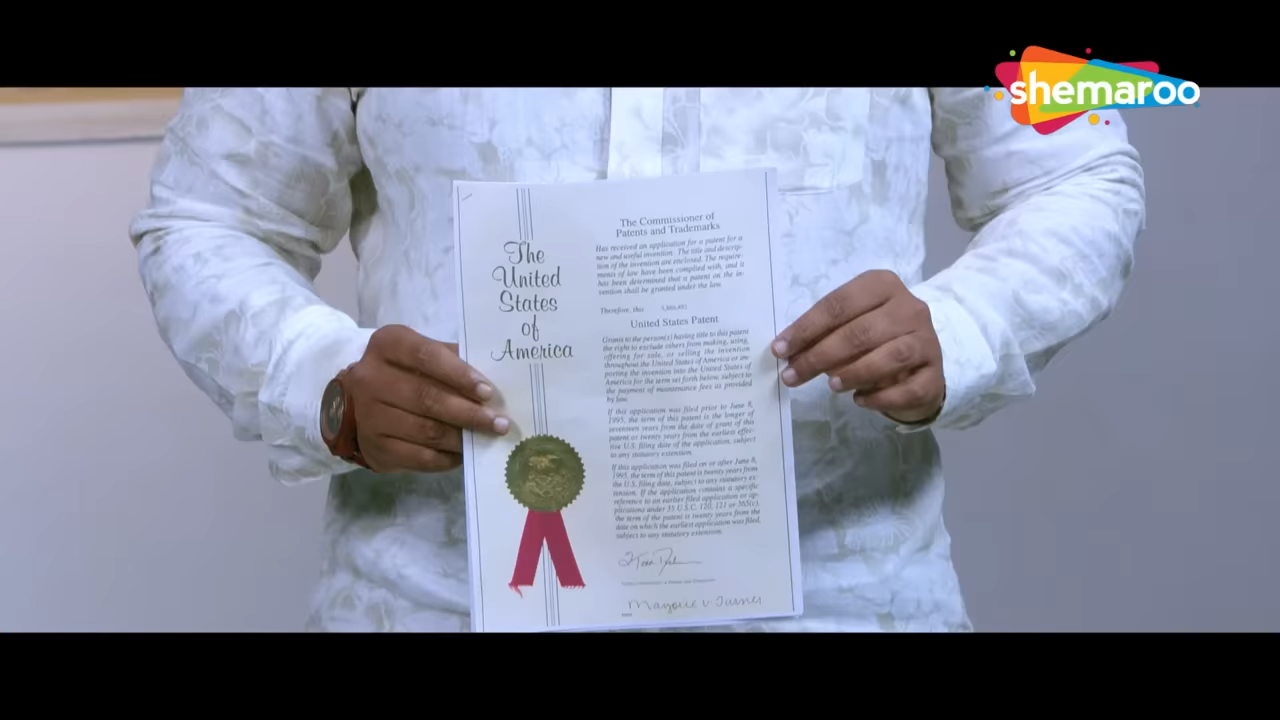 shemaroo
The
United
States
of
America
The Commissioner of
Patents and Trademarks
Has received an application for a patent for a
new and useful invention. The title and descrip-
tion of the invention are enclosed. The require-
ments of law have been complied with, and it
has been determined that a patent on the in-
vention shall be granted under the law.
Therefore, this
United States Patent
Grants to the person(s) having title to this patent
the right to exclude others from making, using
offering for sale, or selling the invention
throughout the United States of America or im-
porting the invention into the United States of
America for the term set forth below, subject to
the payment of maintenance fees as provided
by law.
If this application was filed prior to June 8,
1995, the term of this patent is the longer of
seventeen years from the date of grant of this
patent or twenty years from the earliest effec-
tive U.S. filing date of the application, subject
to any statutory extension.
If this application was filed on or after June 8,
1995, the term of this patent is twenty years from
the U.S. filing date, subject to any statutory ex-
tension. If the application contains a specific
reference to an earlier filed application or ap-
plications under 35 U.S.C. 120, 121 or 365(c),
the term of the patent is twenty years from the
date on which the earliest application was filed,
subject to any statutory extension.
Marjorie V. Turner